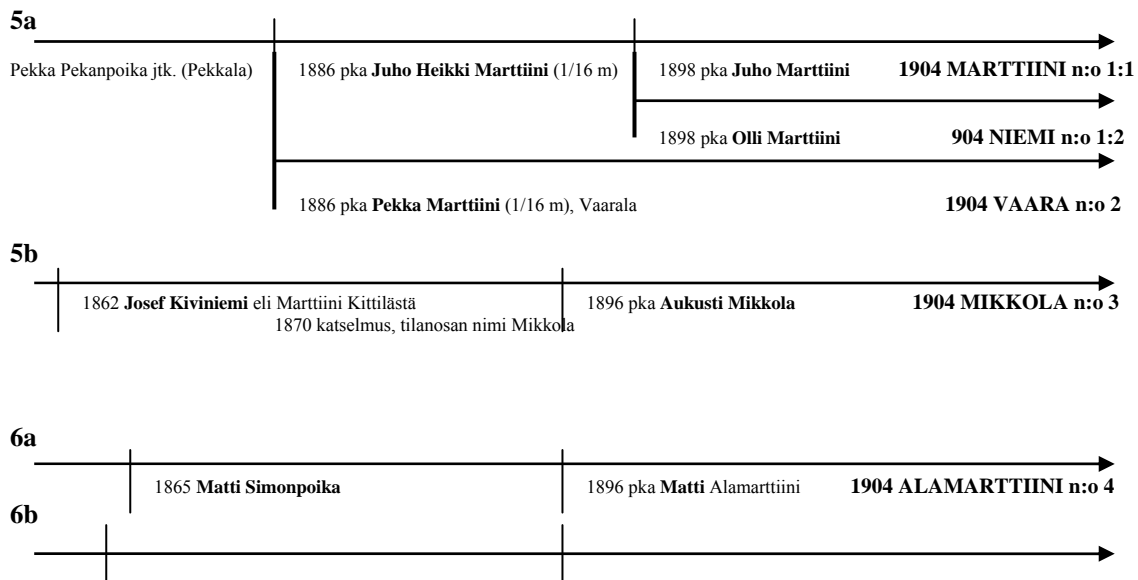 5a
Pekka Pekanpoika jtk. (Pekkala) 1886 pka Juho Heikki Marttiini (1/16 m) 1898 pka Juho Marttiini 1904 MARTTIINI n:o 1:1
1898 pka Olli Marttiini 904 NIEMI n:o 1:2
1886 pka Pekka Marttiini (1/16 m), Vaarala 1904 VAARA n:o 2
5b
1862 Josef Kiviniemi eli Marttiini Kittilästä 1896 pka Aukusti Mikkola 1904 MIKKOLA n:o 3
1870 katselmus, tilanosan nimi Mikkola
6a
1865 Matti Simonpoika 1896 pka Matti Alamarttiini 1904 ALAMARTTIINI n:o 4
6b